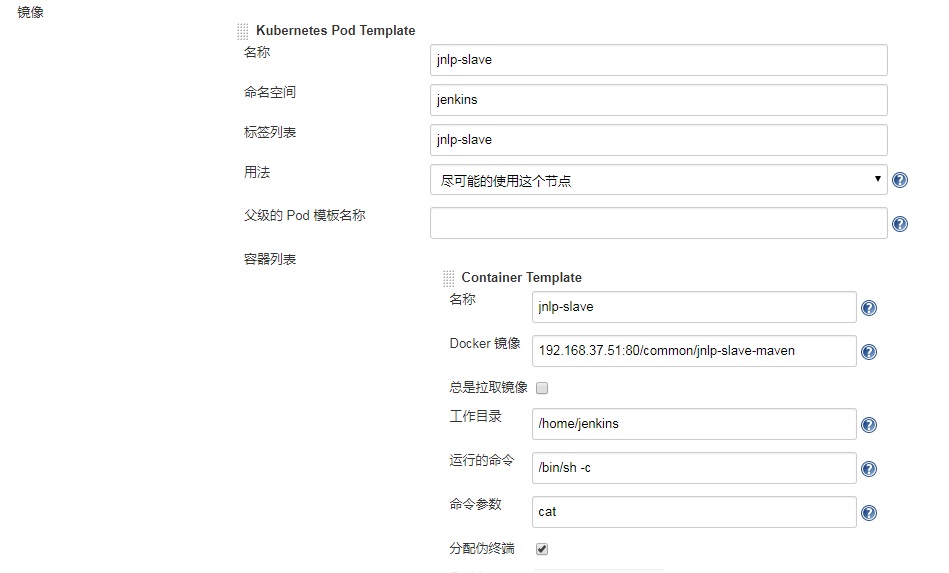 镜像
Kubernetes Pod Template
名称 jnlp-slave
命名空间 jenkins
标签列表 jnlp-slave
用法 尽可能的使用这个节点
父级的 Pod 模板名称
容器列表
Container Template
名称 jnlp-slave
Docker 镜像 192.168.37.51:80/common/jnlp-slave-maven
总是拉取镜像
工作目录 /home/jenkins
运行的命令 /bin/sh -c
命令参数 cat
分配伪终端